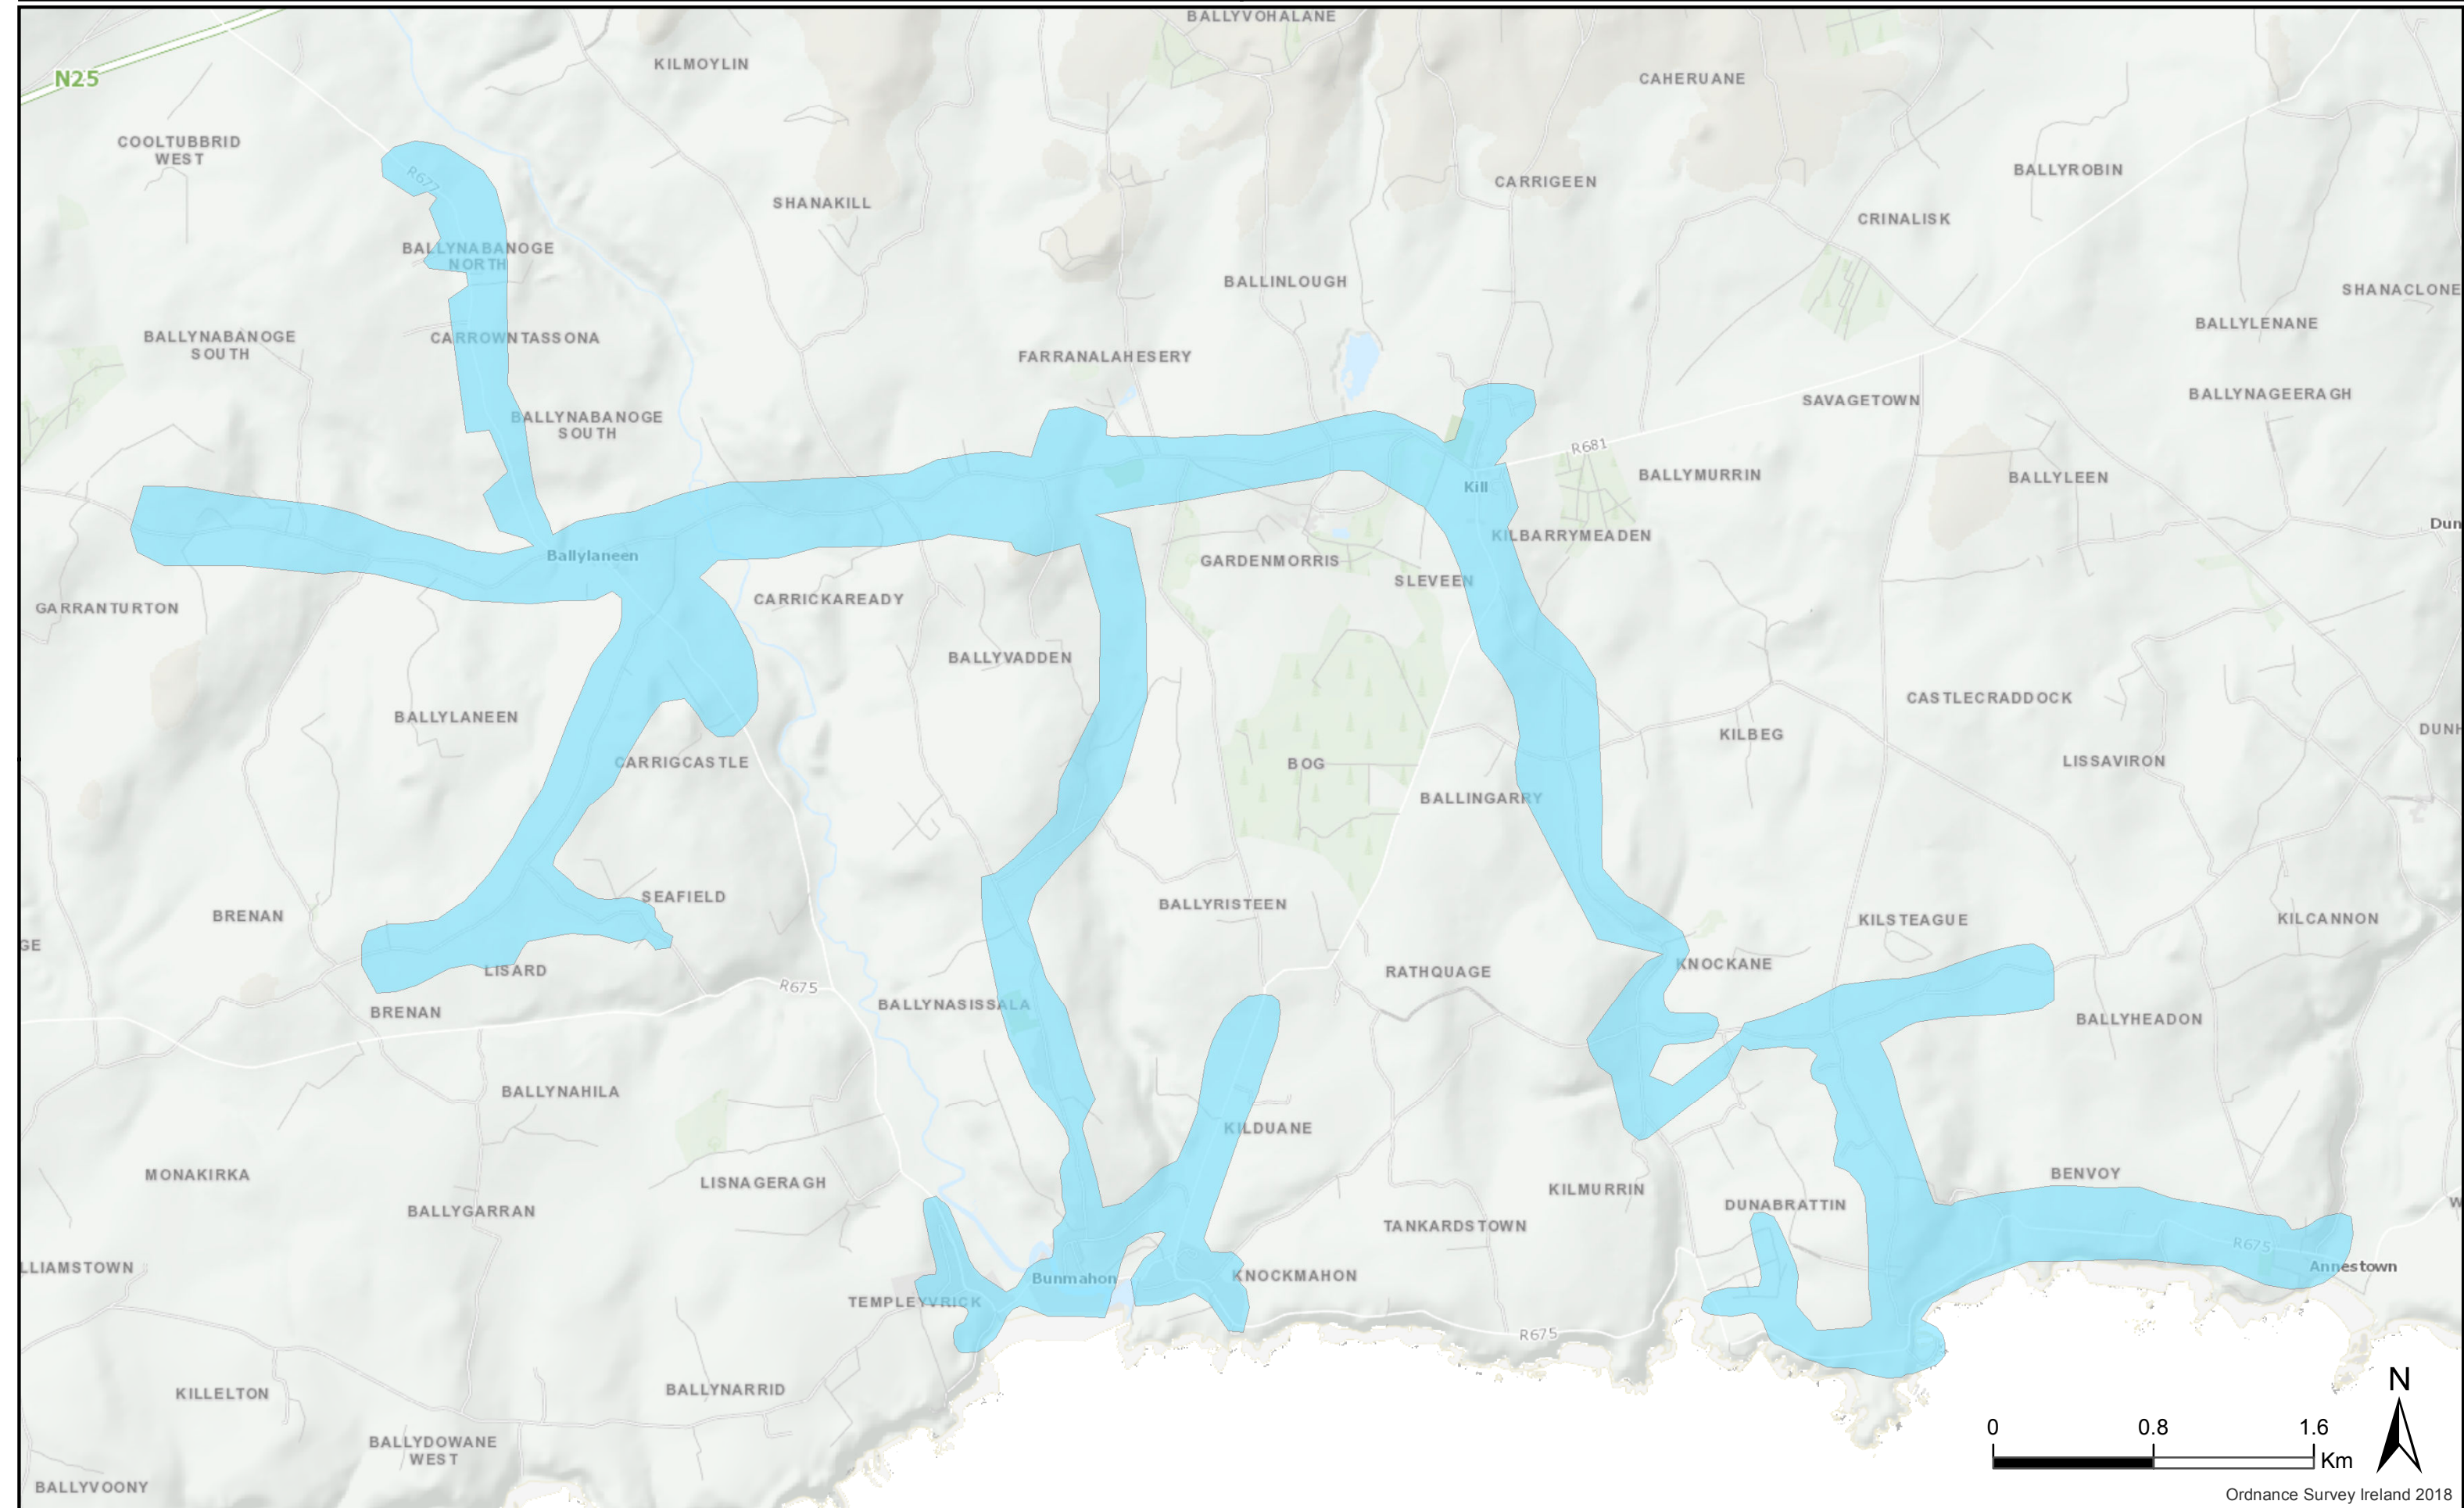 BALLYVOHALANE
KILMOYLIN
N25
CAHERUANE
COOLTUBBRID
WEST
BALLYROBIN
R677
CARRIGEEN
SHANAKILL
CRINALISK
BALLYNABANOGE
NORTH
BALLINLOUGH
SHANACLONE
BALLYLENANE
BALLYNABANOGE
SOUTH
CARROWNTASSONA
FARRANALAHESERY
BALLYNAGEERAGH
SAVAGETOWN
BALLYNABANOGE
SOUTH
R681
BALLYMURRIN
BALLYLEEN
Kill
Dun
KILBARRYMEADEN
Ballylaneen
GARDENMORRIS
SLEVEEN
CARRICKAREADY
GARRANTURTON
BALLYVADDEN
CASTLECRADDOCK
BALLYLANEEN
DUNH
KILBEG
CARRIGCASTLE
BOG
LISSAVIRON
BALLINGARRY
SEAFIELD
BALLYRISTEEN
BRENAN
KILSTEAGUE
KILCANNON
GE
LISARD
RATHQUAGE
KNOCKANE
R675
BALLYNASISSALA
BRENAN
BALLYHEADON
BALLYNAHILA
KILDUANE
MONAKIRKA
BENVOY
LISNAGERAGH
KILMURRIN
W
DUNABRATTIN
BALLYGARRAN
TANKARDSTOWN
R675
LLIAMSTOWN
Annestown
Bunmahon
KNOCKMAHON
TEMPLEYVRICK
R675
BALLYNARRID
KILLELTON
N
BALLYDOWANE
WEST
0 0.8 1.6
Km
BALLYVOONY
Ordnance Survey Ireland 2018